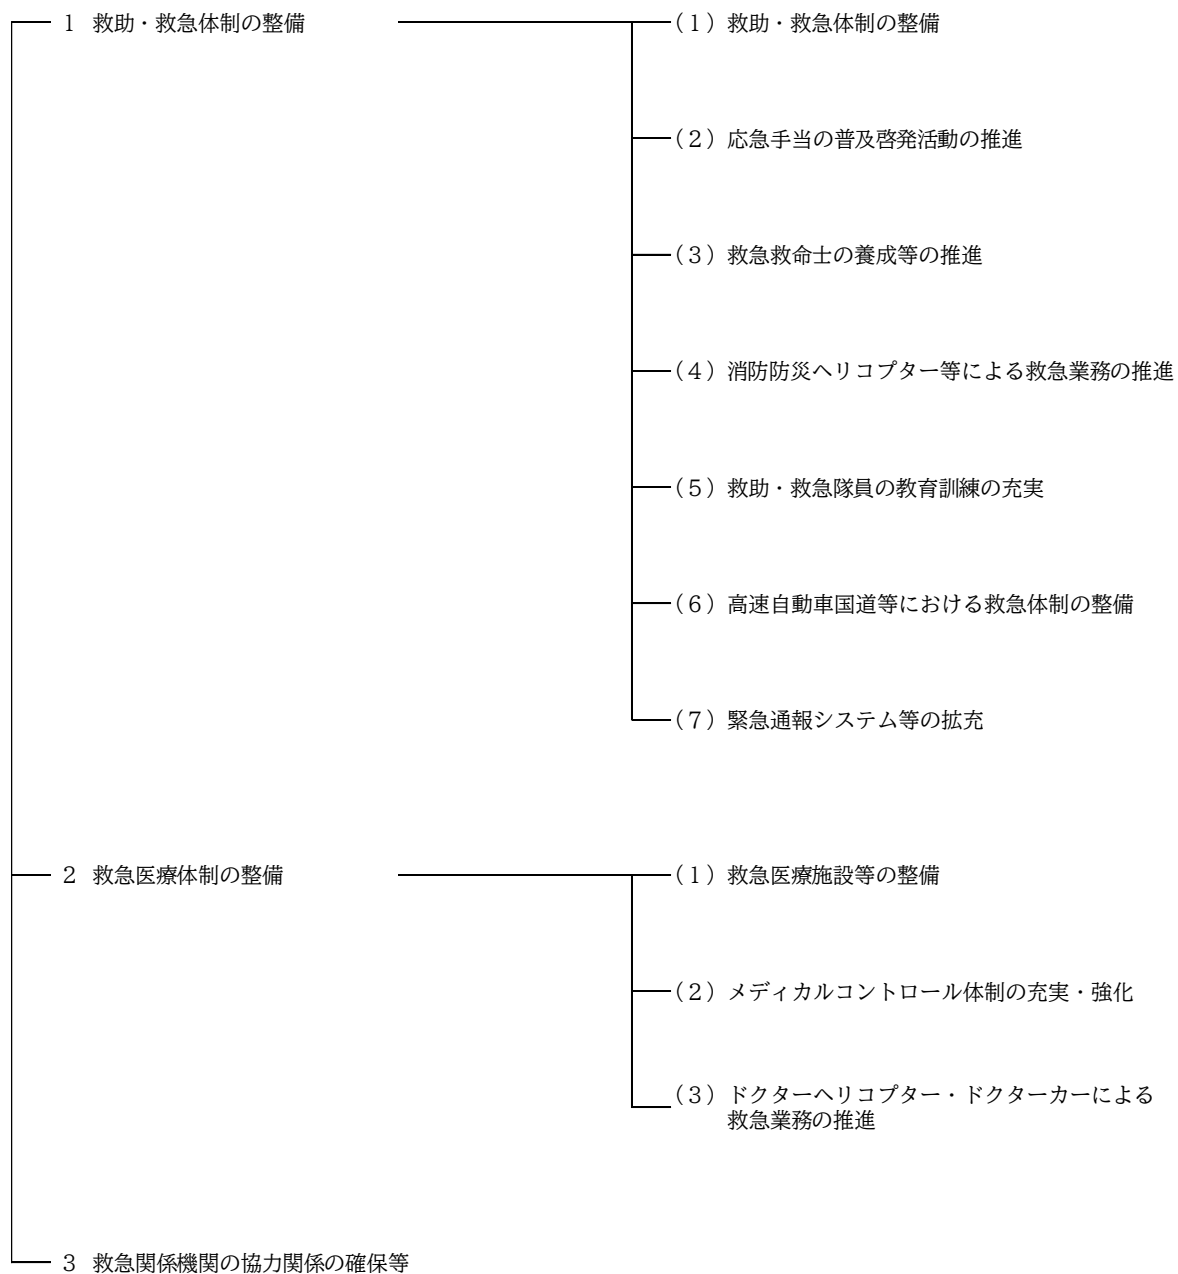 1 救助・救急体制の整備
(1)救助・救急体制の整備
(2)応急手当の普及啓発活動の推進
(3)救急救命士の養成等の推進
(4)消防防災ヘリコプター等による救急業務の推進
(5)救助・救急隊員の教育訓練の充実
(6)高速自動車国道等における救急体制の整備
(7)緊急通報システム等の拡充
2 救急医療体制の整備
(1)救急医療施設等の整備
(2)メディカルコントロール体制の充実・強化
(3)ドクターヘリコプター・ドクターカーによる
救急業務の推進
3 救急関係機関の協力関係の確保等